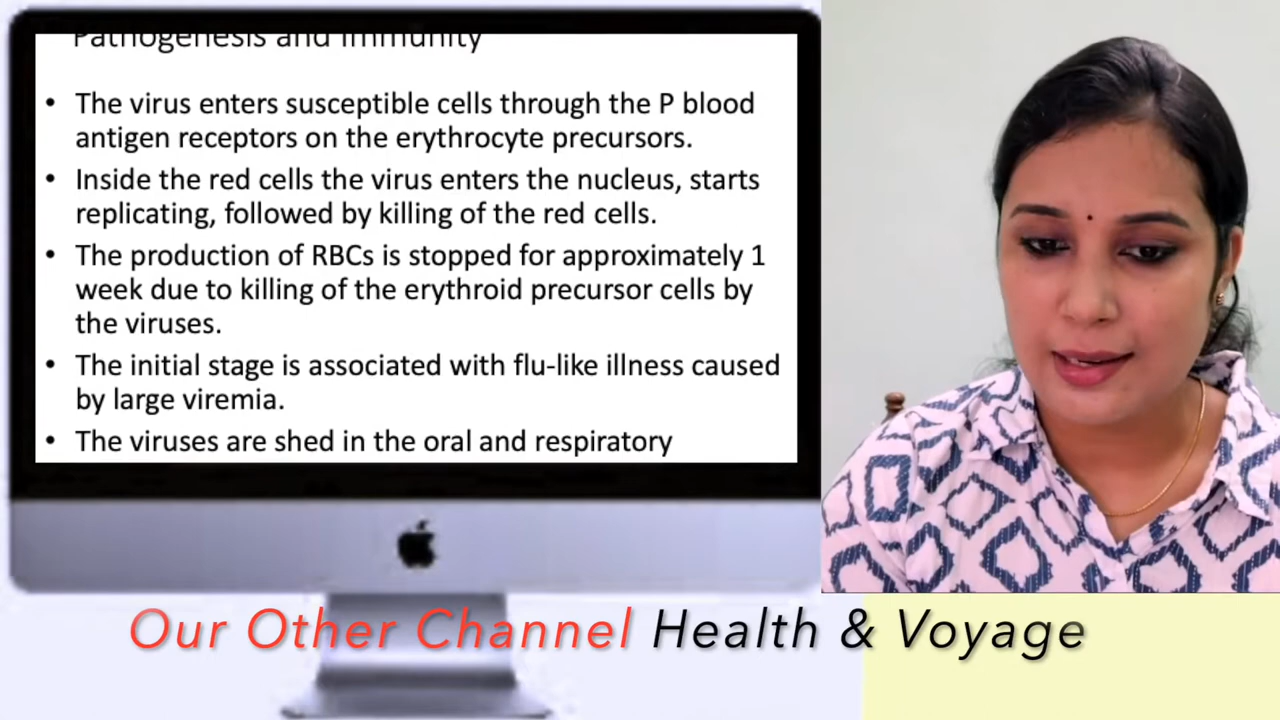 Pathogenesis and Immunity
• The virus enters susceptible cells through the P blood
antigen receptors on the erythrocyte precursors.
• Inside the red cells the virus enters the nucleus, starts
replicating, followed by killing of the red cells.
• The production of RBCs is stopped for approximately 1
week due to killing of the erythroid precursor cells by
the viruses.
• The initial stage is associated with flu-like illness caused
by large viremia.
• The viruses are shed in the oral and respiratory
Our Other Channel Health & Voyage